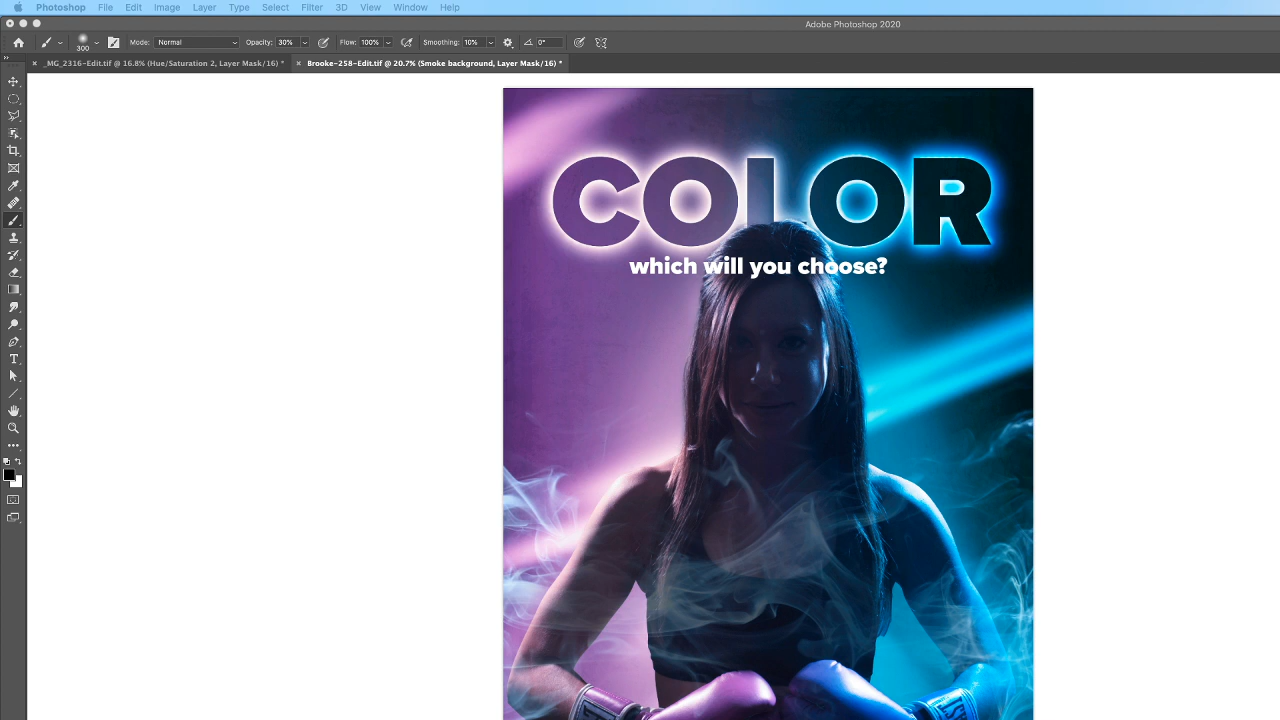 Photoshop File Edit Image Layer Type Select Filter 3D View Window Help
Adobe Photoshop 2020
300 Mode: Normal Opacity: 30% Flow: 100% Smoothing: 10% 0°
_MG_2316-Edit.tif @ 16.8% (Hue/Saturation 2, Layer Mask/16) * Brooke-258-Edit.tif @ 20.7% (Smoke background, Layer Mask/16) *
COLOR
which will you choose?